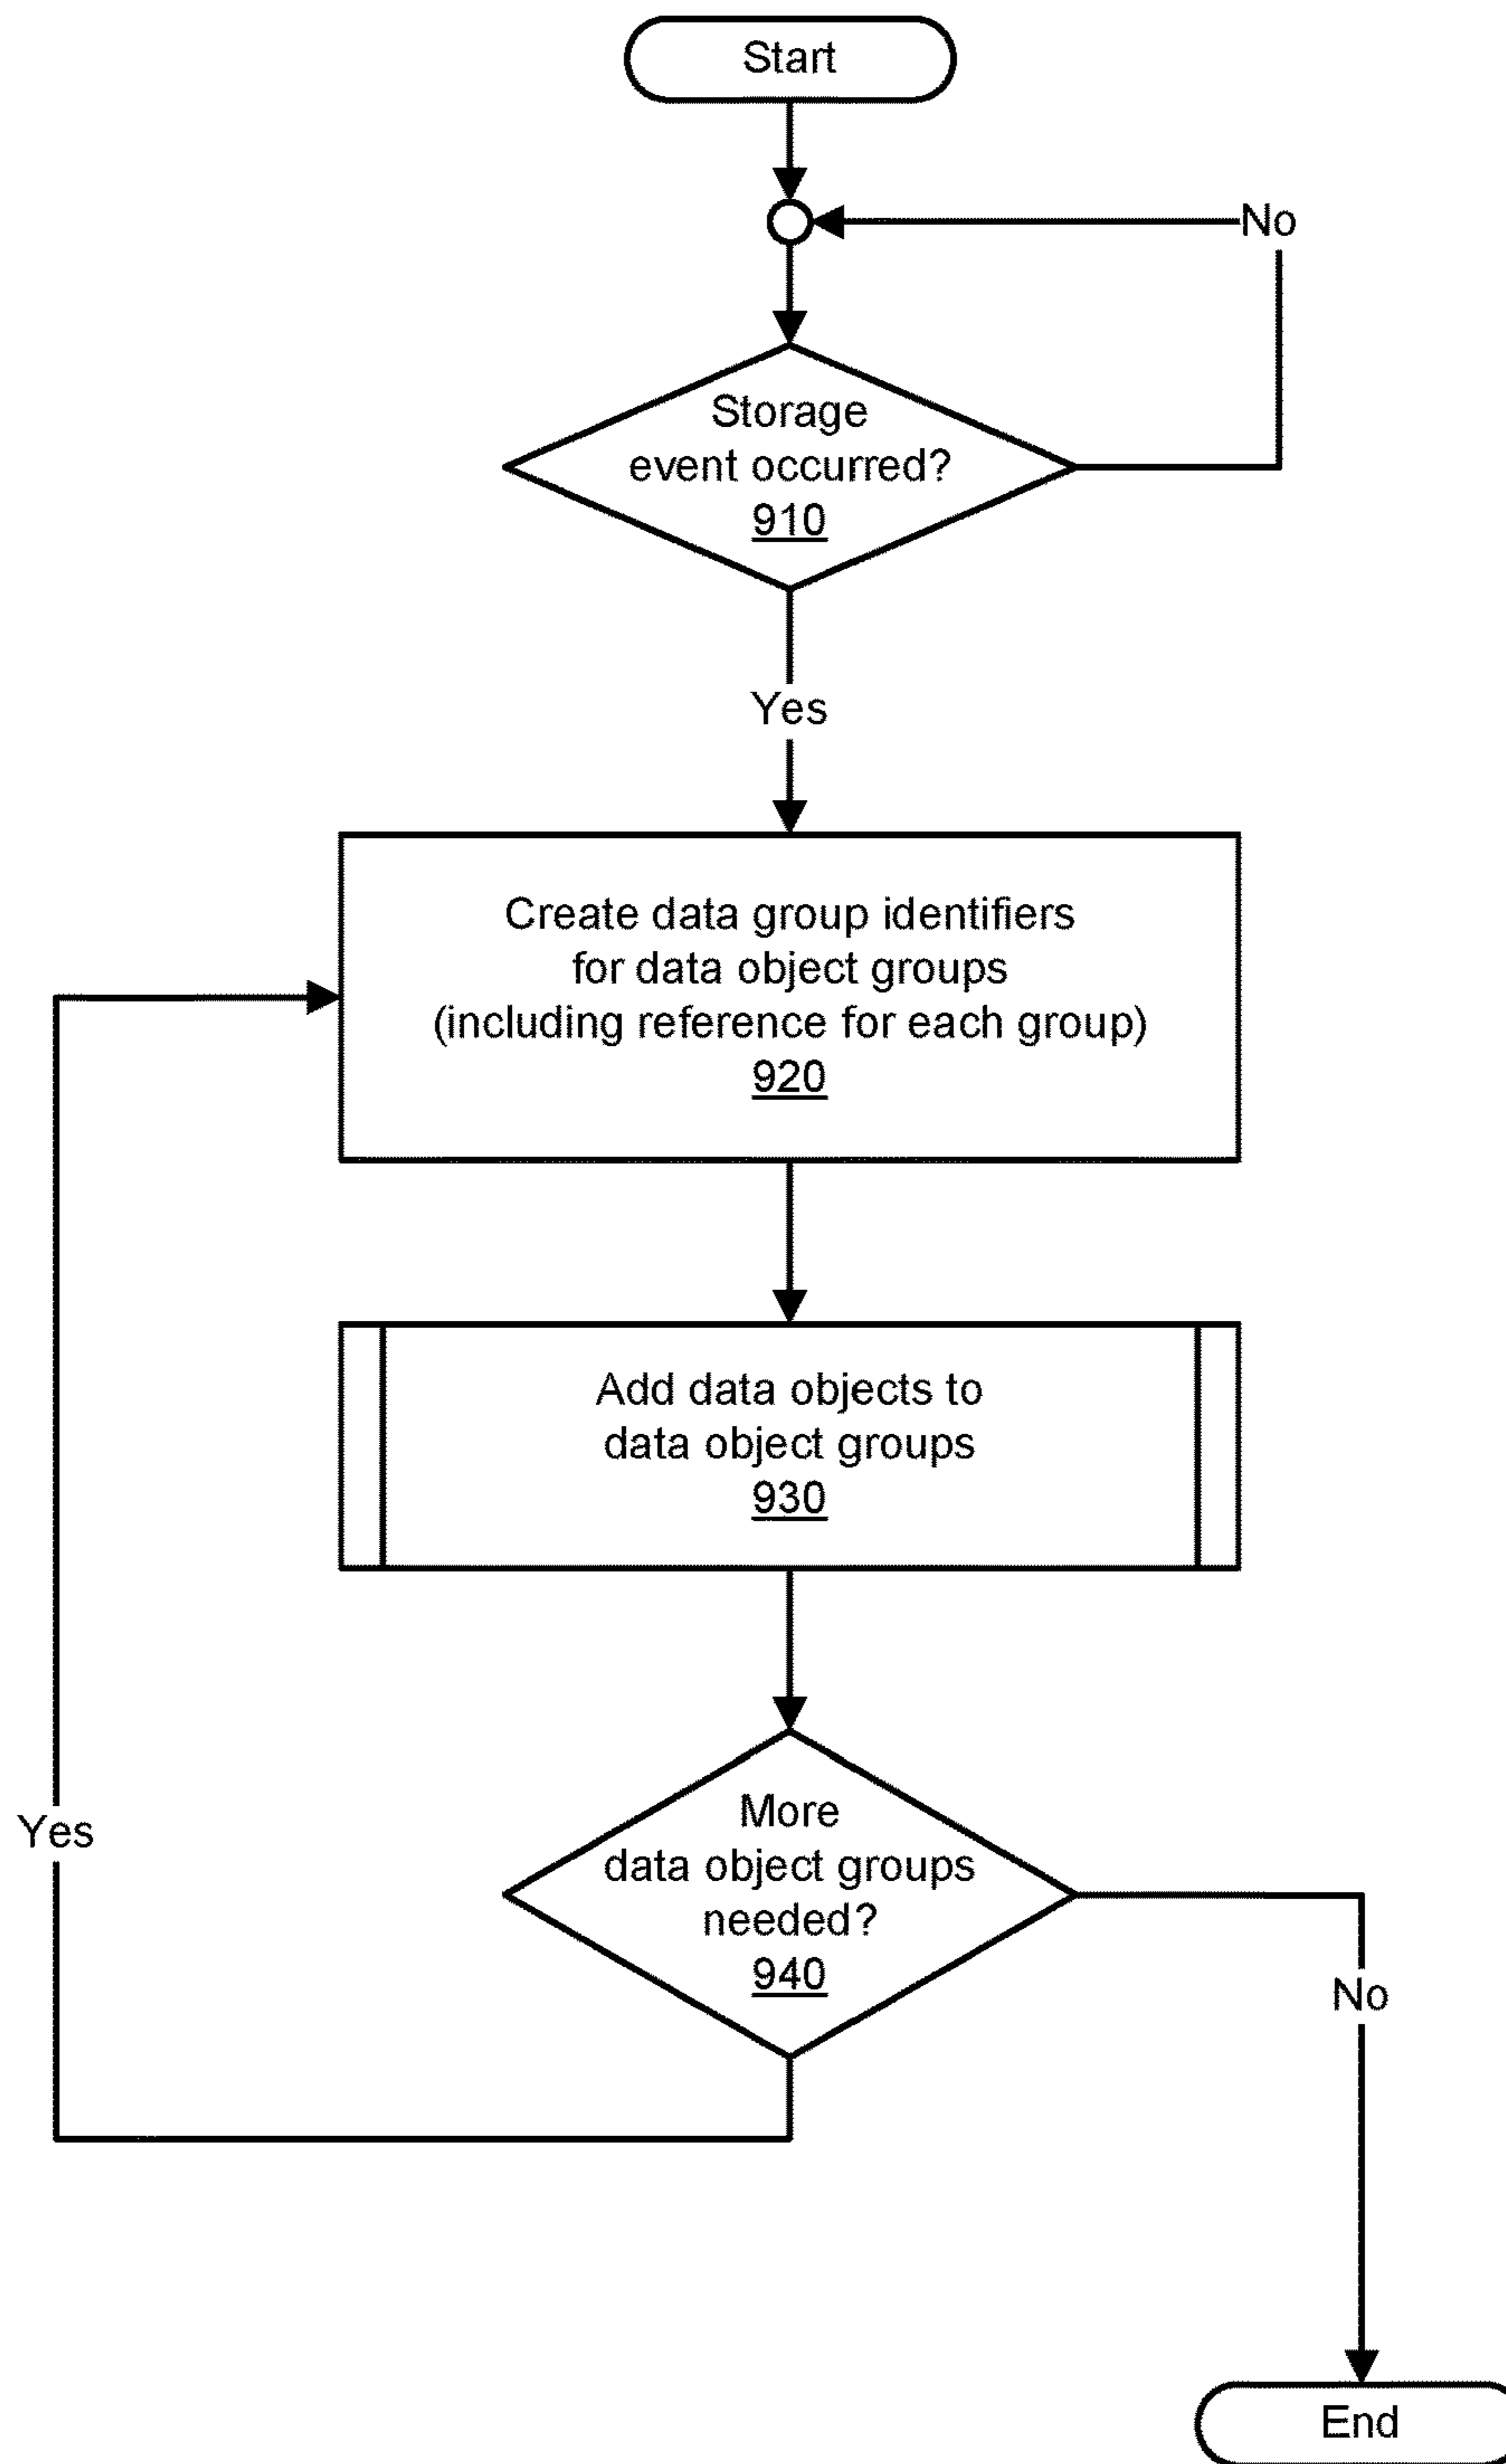 Start
No
Storage
event occurred?
910
Yes
Create data group identifiers
for data object groups
(including reference for each group)
920
Add data objects to
data object groups
930
More
Yes
data object groups
needed?
940
No
End